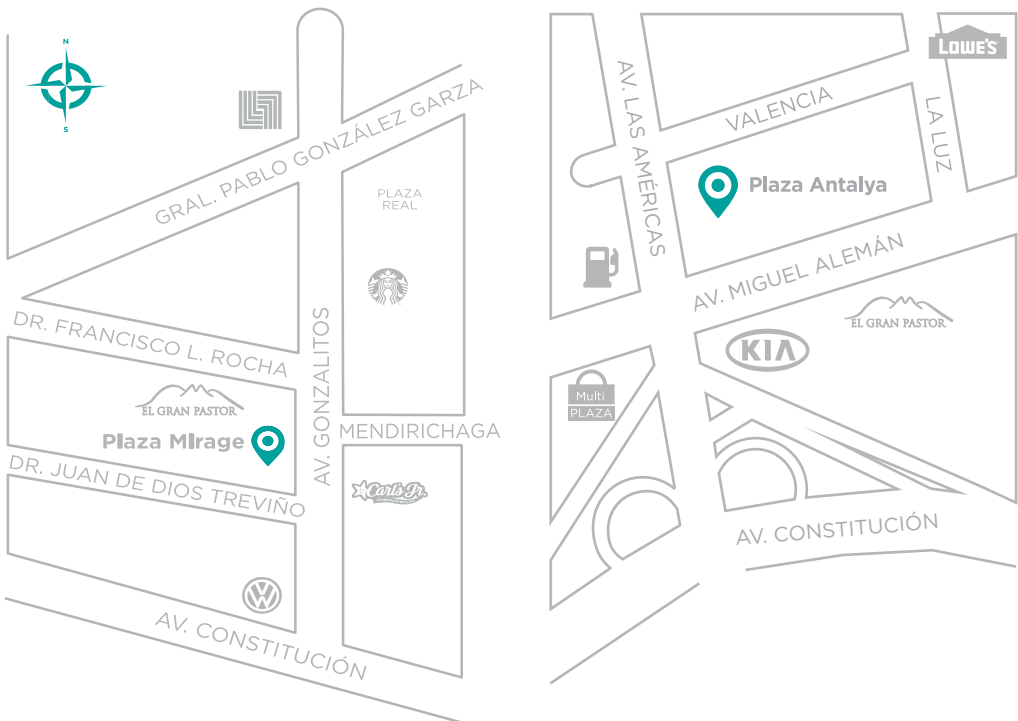 N
S
GRAL. PABLO GONZÁLEZ GARZA
PLAZA
REAL
DR. FRANCISCO L. ROCHA
AV. GONZALITOS
EL GRAN PASTOR
Plaza MIrage
MENDIRICHAGA
DR. JUAN DE DIOS TREVIÑO
Carl's Jr.
AV. CONSTITUCIÓN
LOWE'S
AV. LAS AMÉRICAS
VALENCIA
LA LUZ
Plaza Antalya
AV. MIGUEL ALEMÁN
EL GRAN PASTOR
KIA
Multi
PLAZA
AV. CONSTITUCIÓN